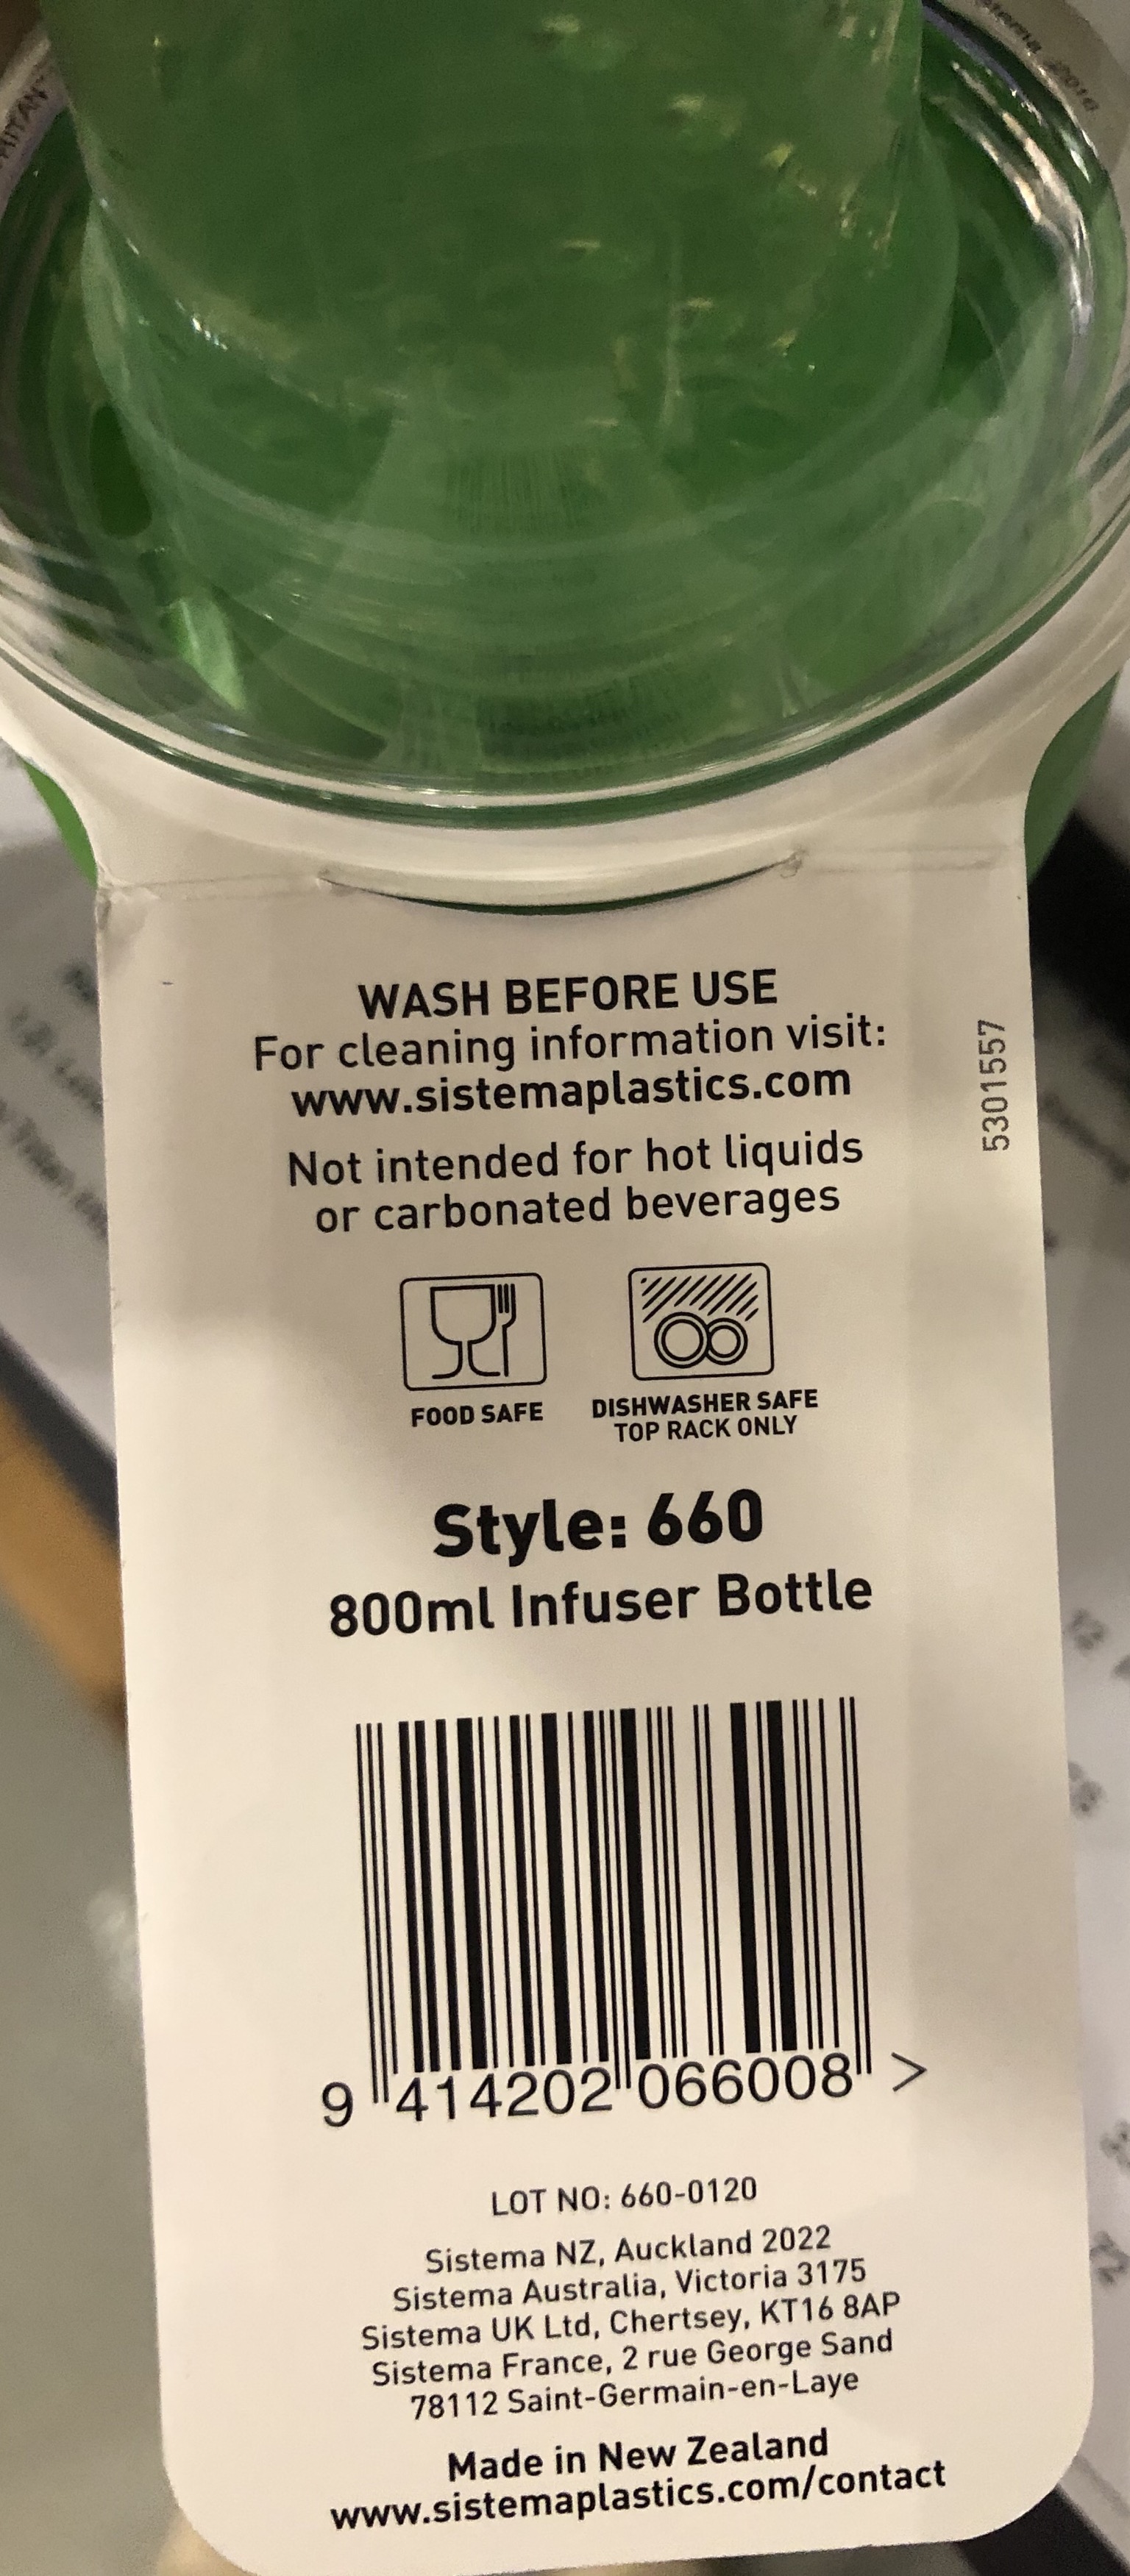 WASH BEFORE USE
For cleaning information visit:
www.sistemaplastics.com
Not intended for hot liquids
or carbonated beverages
5301557
FOOD SAFE
DISHWASHER SAFE
TOP RACK ONLY
Style: 660
800ml Infuser Bottle
9 414202 066008 >
LOT NO: 660-0120
Sistema NZ, Auckland 2022
Sistema Australia, Victoria 3175
Sistema UK Ltd, Chertsey, KT16 8AP
Sistema France, 2 rue George Sand
78112 Saint-Germain-en-Laye
Made in New Zealand
www.sistemaplastics.com/contact